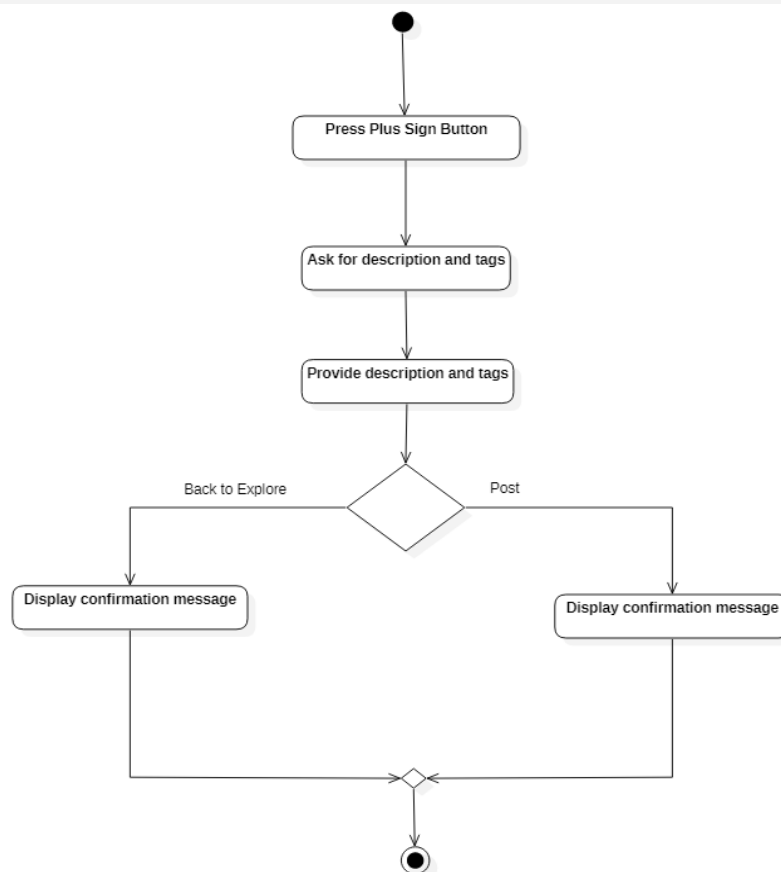 Press Plus Sign Button
Ask for description and tags
Provide description and tags
Back to Explore
Post
Display confirmation message
Display confirmation message